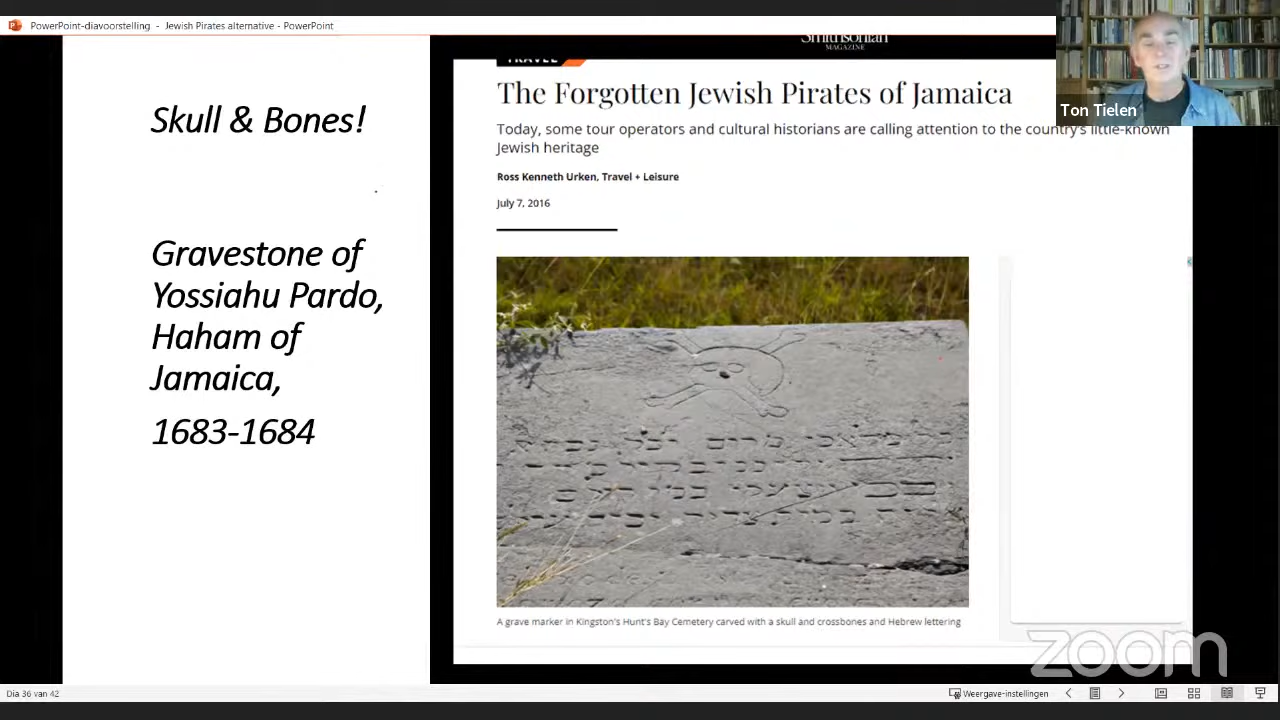 PowerPoint-diavoorstelling - Jewish Pirates alternative - PowerPoint
Skull & Bones!
Gravestone of
Yossiahu Pardo,
Haham of
Jamaica,
1683-1684
Smithsonian
MAGAZINE
TRAVEL
The Forgotten Jewish Pirates of Jamaica
Today, some tour operators and cultural historians are calling attention to the country's little-known
Jewish heritage
Ross Kenneth Urken, Travel + Leisure
July 7, 2016
A grave marker in Kingston's Hunt's Bay Cemetery carved with a skull and crossbones and Hebrew lettering
Ton Tielen
zoom
Dia 36 van 42
Weergave-instellingen